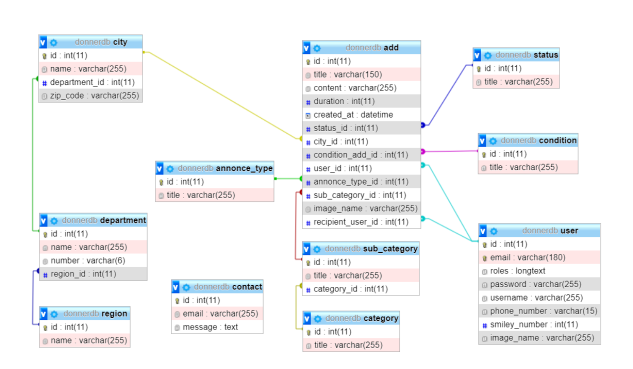 donnerdb city
id : int(11)
name : varchar(255)
department_id : int(11)
zip_code : varchar(255)
donnerdb add
id : int(11)
title : varchar(150)
content : varchar(255)
duration : int(11)
created_at : datetime
status_id : int(11)
city_id : int(11)
condition_add_id : int(11)
user_id : int(11)
annonce_type_id : int(11)
sub_category_id : int(11)
image_name : varchar(255)
recipient_user_id : int(11)
donnerdb status
id : int(11)
title : varchar(255)
donnerdb condition
id : int(11)
title : varchar(255)
donnerdb annonce_type
id : int(11)
title : varchar(255)
donnerdb department
id : int(11)
name : varchar(255)
number : varchar(6)
region_id : int(11)
donnerdb user
id : int(11)
email : varchar(180)
roles : longtext
password : varchar(255)
username : varchar(255)
phone_number : varchar(15)
smiley_number : int(11)
image_name : varchar(255)
donnerdb sub_category
id : int(11)
title : varchar(255)
category_id : int(11)
donnerdb contact
id : int(11)
email : varchar(255)
message : text
donnerdb region
id : int(11)
name : varchar(255)
donnerdb category
id : int(11)
title : varchar(255)